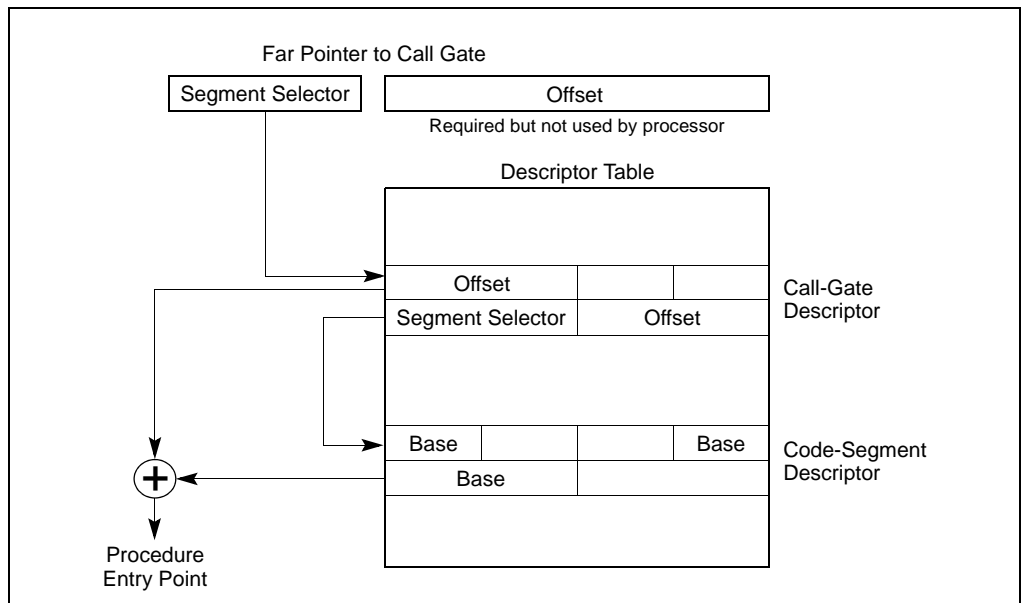 Far Pointer to Call Gate
Segment Selector
Offset
Required but not used by processor
Descriptor Table
Offset
Call-Gate
Descriptor
Segment Selector
Offset
Base
Base
Code-Segment
Descriptor
Base
+
Procedure
Entry Point